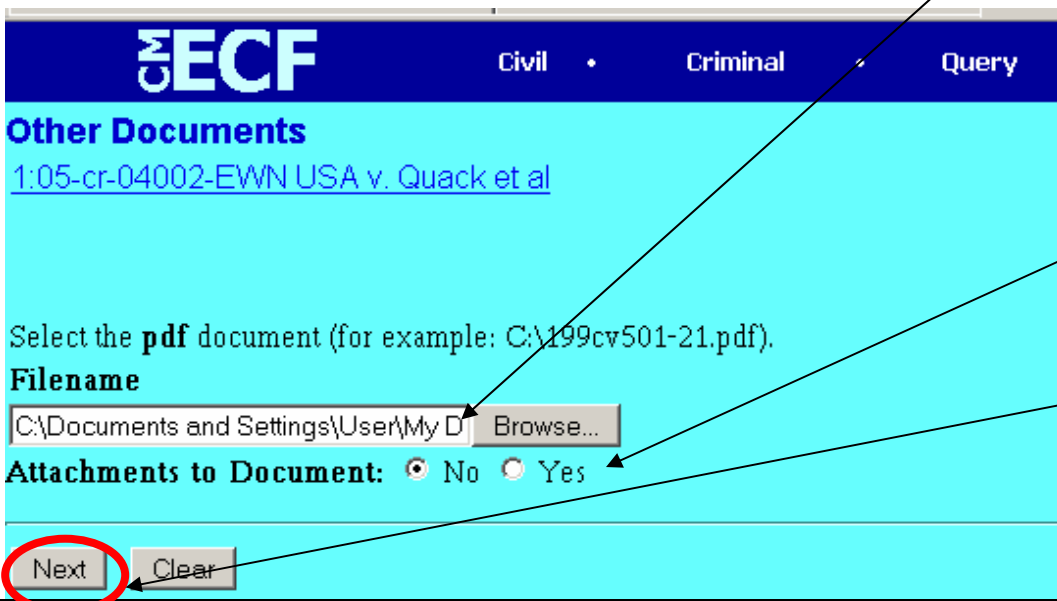 CM ECF Civil • Criminal • Query
Other Documents
1:05-cr-04002-EWN USA v. Quack et al
Select the pdf document (for example: C:\199cv501-21.pdf).
Filename
C:\Documents and Settings\User\My D Browse...
Attachments to Document: No Yes
Next Clear